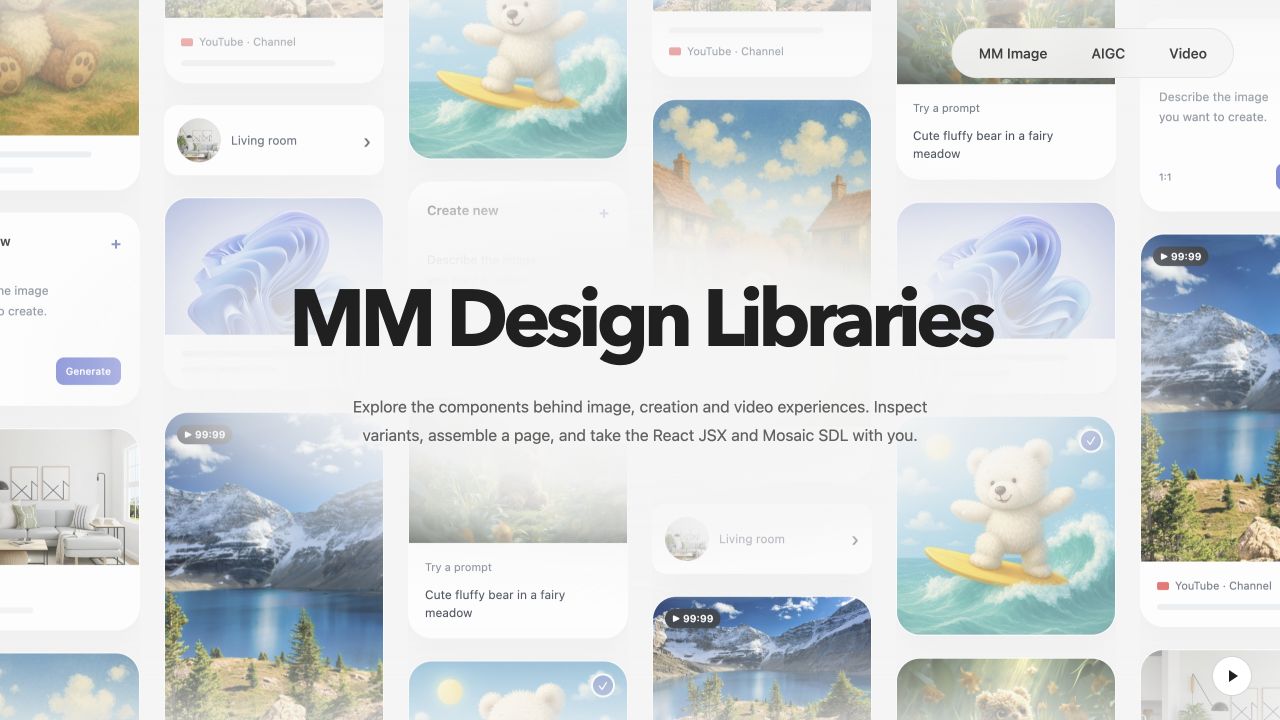 YouTube · Channel
YouTube · Channel
MM Image
AIGC
Video
Try a prompt
Cute fluffy bear in a fairy
meadow
Describe the image
you want to create.
1:1
Living room
Create new
+
Describe the image
w
+
he image
o create.
Generate
99:99
MM Design Libraries
Explore the components behind image, creation and video experiences. Inspect
variants, assemble a page, and take the React JSX and Mosaic SDL with you.
99:99
Try a prompt
Cute fluffy bear in a fairy
meadow
Living room
99:99
YouTube · Channel